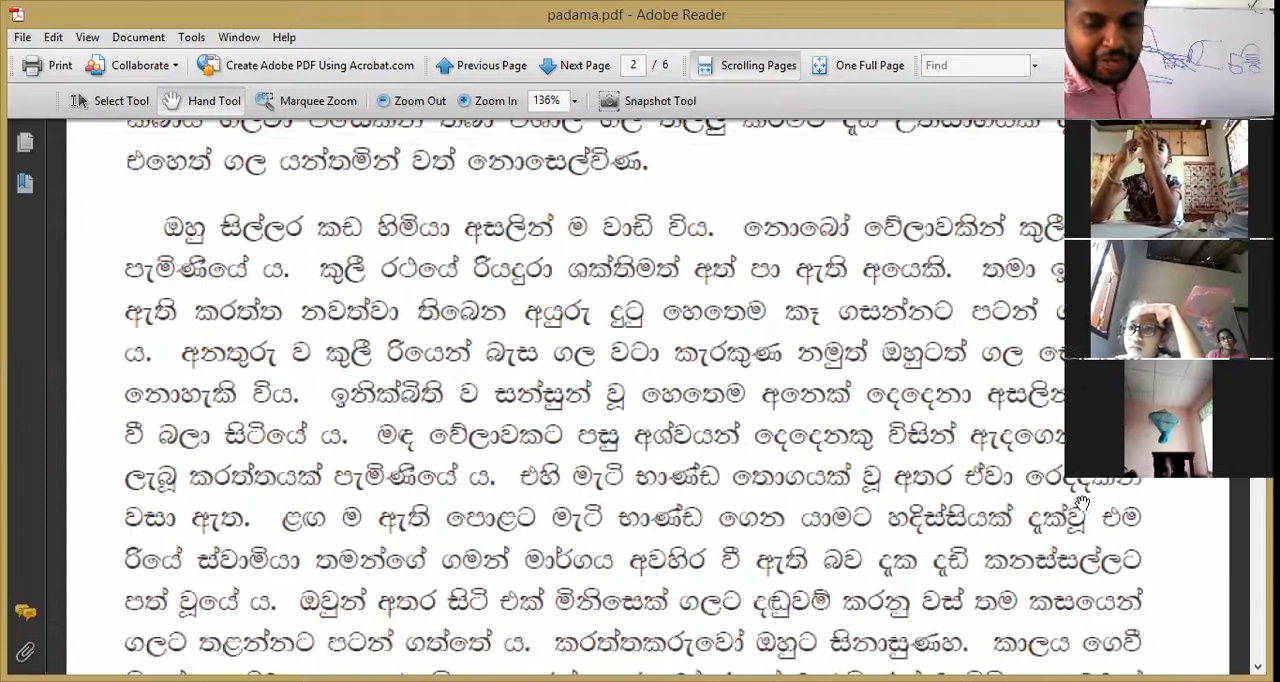 padama.pdf - Adobe Reader
File Edit View Document Tools Window Help
Print Collaborate Create Adobe PDF Using Acrobat.com Previous Page Next Page 2 / 6 Scrolling Pages One Full Page Find
Select Tool Hand Tool Marquee Zoom Zoom Out Zoom In 136% Snapshot Tool
එහෙත් ගල යන්තමින් වත් නොසෙල්විණ.
ඔහු සිල්ලර කඩ හිමියා අසලින් ම වාඩි විය. නොබෝ වේලාවකින් කුලී
පැමිණියේ ය. කුලී රථයේ රියදුරා ශක්තිමත් අත් පා ඇති අයෙකි. තමා
ඇති කරත්ත නවත්වා තිබෙන අයුරු දුටු හෙතෙම කෑ ගසන්නට පටන්
ය. අනතුරු ව කුලී රියෙන් බැස ගල වටා කැරකුණ නමුත් ඔහුටත් ගල
නොහැකි විය. ඉනික්බිති ව සන්සුන් වූ හෙතෙම අනෙක් දෙදෙනා
වී බලා සිටියේ ය. මඳ වේලාවකට පසු අශ්වයන් දෙදෙනකු විසින්
ලැබූ කරත්තයක් පැමිණියේ ය. එහි මැටි භාණ්ඩ තොගයක් වූ අතර ඒවා
වසා ඇත. ළඟ ම ඇති පොළට මැටි භාණ්ඩ ගෙන යාමට හදිස්සියක් දැක්වූ එම
රියේ ස්වාමියා තමන්ගේ ගමන් මාර්ගය අවහිර වී ඇති බව දැක දැඩි කනස්සල්ලට
පත් වූයේ ය. ඔවුන් අතර සිටි එක් මිනිසෙක් ගලට දඬුවම් කරනු වස් තම කසයෙන්
ගලට තළන්නට පටන් ගත්තේ ය. කරත්තකරුවෝ ඔහුට සිනාසුණහ. කාලය ගෙවී